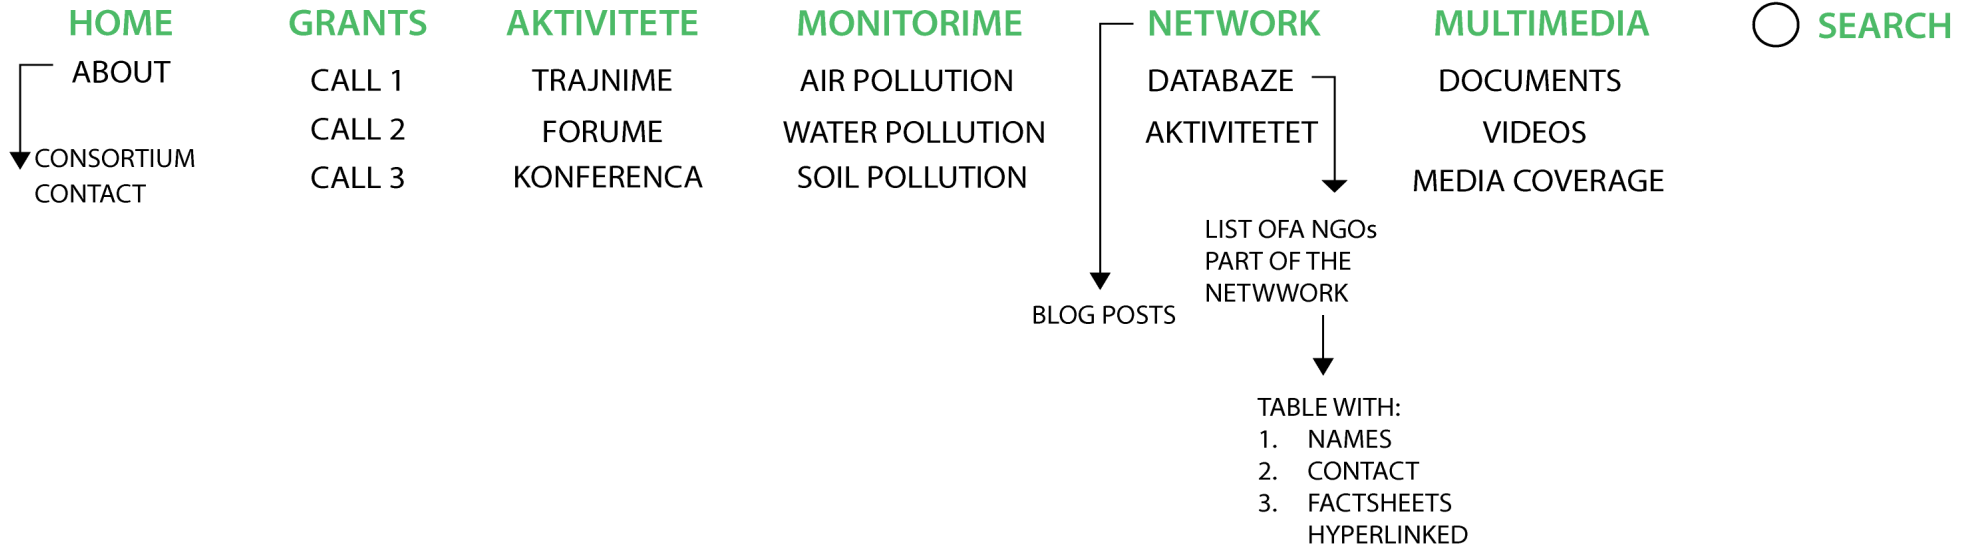 HOME
GRANTS
AKTIVITETE
MONITORIME
NETWORK
MULTIMEDIA
SEARCH
ABOUT
CONSORTIUM
CONTACT
CALL 1
CALL 2
CALL 3
TRAJNIME
FORUME
KONFERENCA
AIR POLLUTION
WATER POLLUTION
SOIL POLLUTION
DATABAZE
AKTIVITETET
BLOG POSTS
LIST OFA NGOs
PART OF THE
NETWWORK
TABLE WITH:
1. NAMES
2. CONTACT
3. FACTSHEETS
HYPERLINKED
DOCUMENTS
VIDEOS
MEDIA COVERAGE